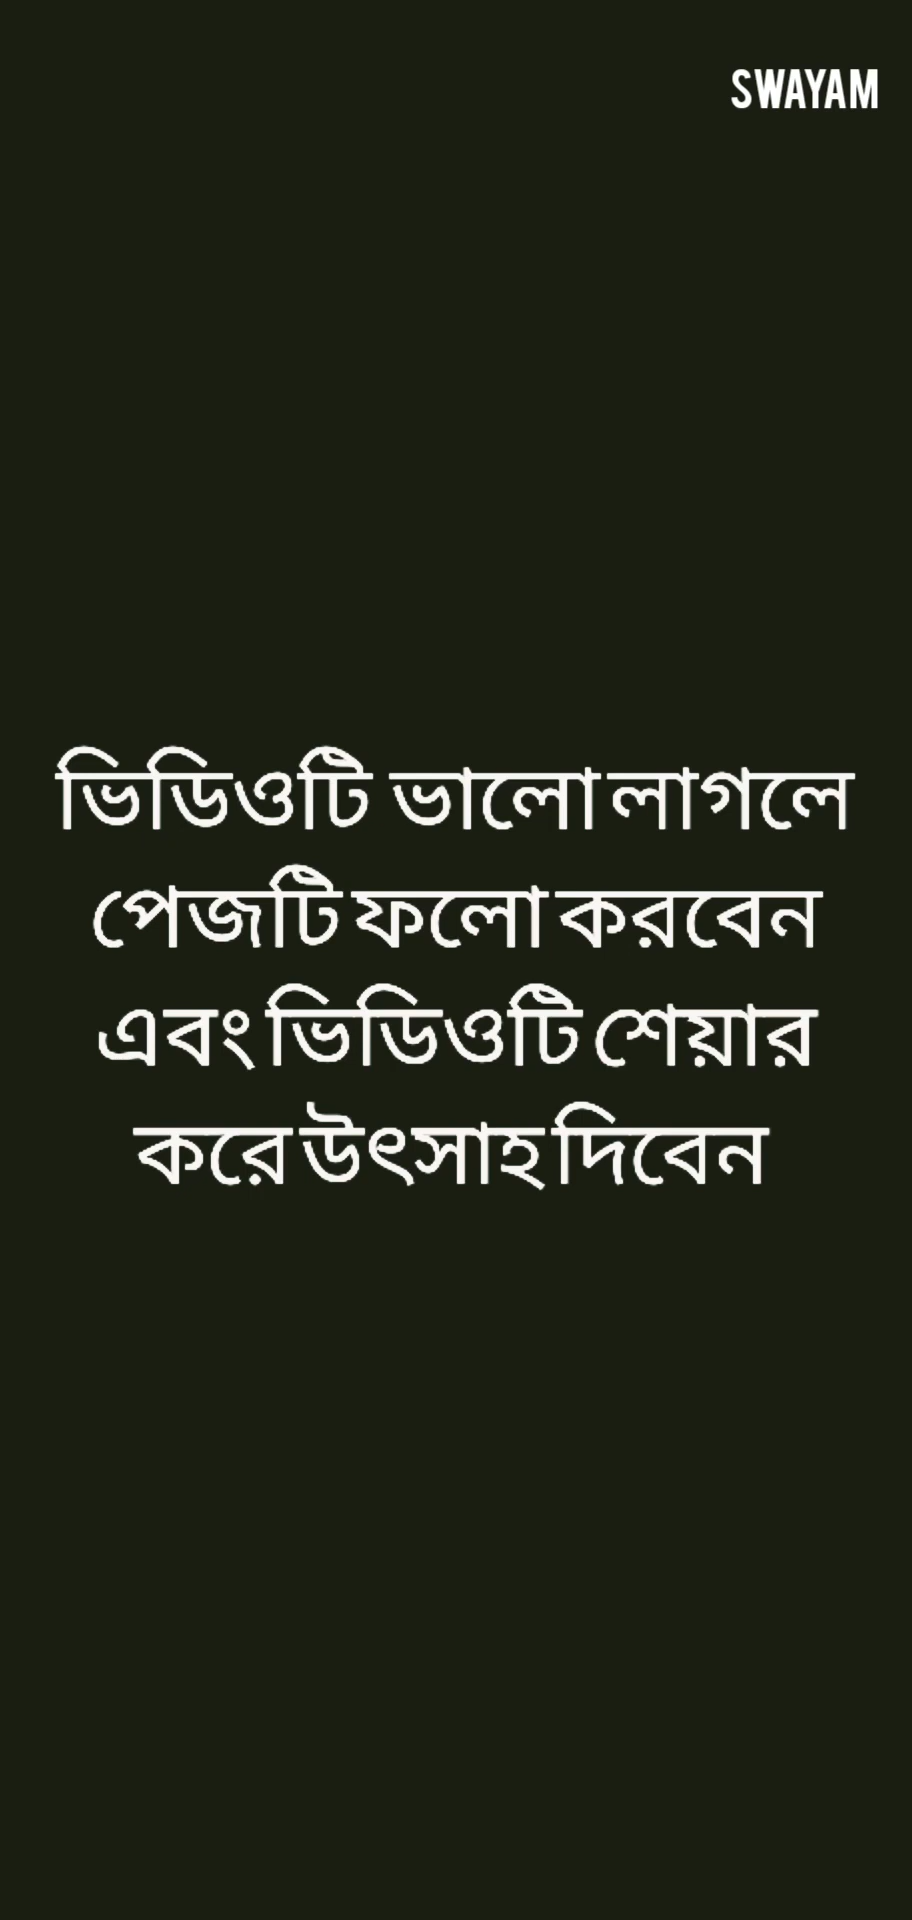 SWAYAM
ভিডিওটি ভালো লাগলে
পেজটি ফলো করবেন
এবং ভিডিওটি শেয়ার
করে উৎসাহ দিবেন